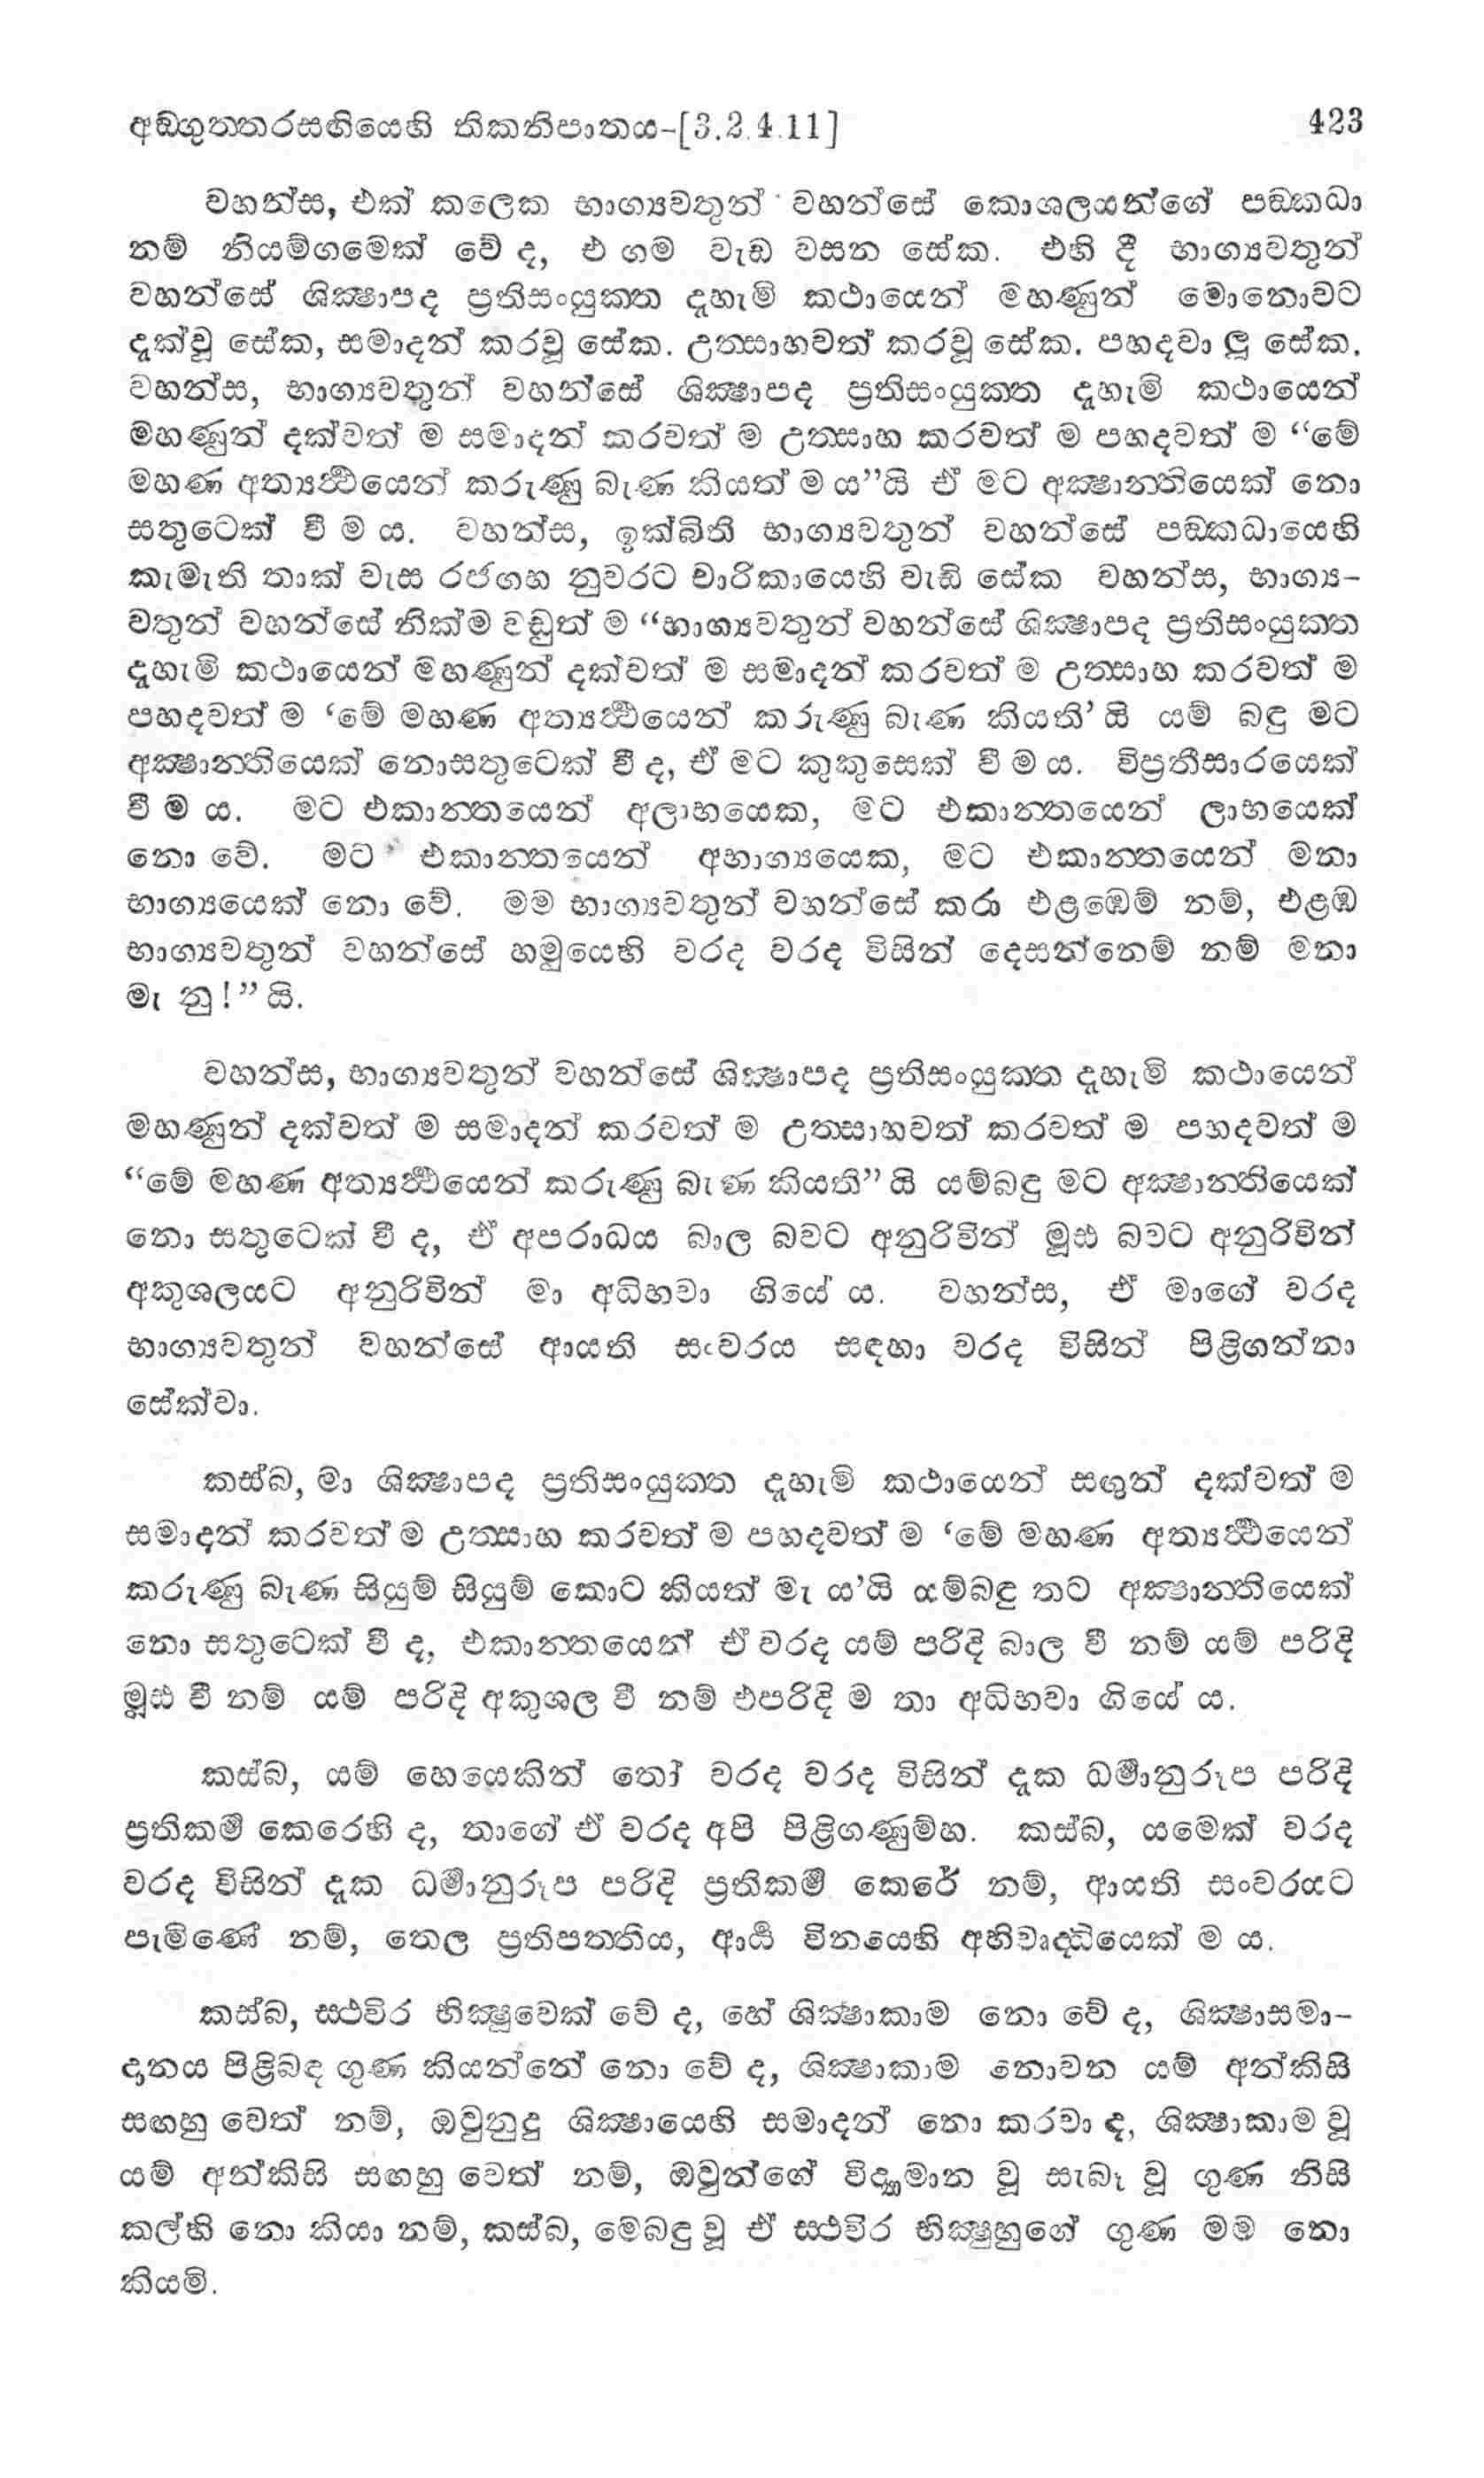 අඞ්ගුත්තරසඟියෙහි තිකනිපාතය-[3.2.4.11] 423
වහන්ස, එක් කලෙක භාග්‍යවතුන් වහන්සේ කොශලයන්ගේ පඞ්කධා
නම් නියම්ගමෙක් වේ ද, එ ගම වැඩ වසන සේක. එහි දී භාග්‍යවතුන්
වහන්සේ ශික්‍ෂාපද ප්‍රතිසංයුක්ත දැහැමි කථායෙන් මහණුන් මොනොවට
දැක්වූ සේක, සමාදන් කරවූ සේක. උත්සාහවත් කරවූ සේක. පහදවා ලූ සේක.
වහන්ස, භාග්‍යවතුන් වහන්සේ ශික්‍ෂාපද ප්‍රතිසංයුක්ත දැහැමි කථායෙන්
මහණුන් දක්වත් ම සමාදන් කරවත් ම උත්සාහ කරවත් ම පහදවත් ම “මේ
මහණ අත්‍යර්‍ථයෙන් කරුණු බැණ කියත් ම ය”යි ඒ මට අක්‍ෂාන්තියෙක් නො
සතුටෙක් වී ම ය. වහන්ස, ඉක්බිති භාග්‍යවතුන් වහන්සේ පඞ්කධායෙහි
කැමැති තාක් වැස රජගහ නුවරට චාරිකායෙහි වැඩි සේක වහන්ස, භාග්‍ය-
වතුන් වහන්සේ නික්ම වඩුත් ම “භාග්‍යවතුන් වහන්සේ ශික්‍ෂාපද ප්‍රතිසංයුක්ත
දැහැමි කථායෙන් මහණුන් දක්වත් ම සමාදන් කරවත් ම උත්සාහ කරවත් ම
පහදවත් ම ‘මේ මහණ අත්‍යර්‍ථයෙන් කරුණු බැණ කියති’ යි යම් බඳු මට
අක්‍ෂාන්තියෙක් නොසතුටෙක් වී ද, ඒ මට කුකුසෙක් වී ම ය. විප්‍රතීසාරයෙක්
වී ම ය. මට එකාන්තයෙන් අලාභයෙක, මට එකාන්තයෙන් ලාභයෙක්
නො වේ. මට එකාන්තයෙන් අභාග්‍යයෙක, මට එකාන්තයෙන් මනා
භාග්‍යයෙක් නො වේ. මම භාග්‍යවතුන් වහන්සේ කරා එළඹෙම් නම්, එළඹ
භාග්‍යවතුන් වහන්සේ හමුයෙහි වරද වරද විසින් දෙසන්නෙම් නම් මනා
මැ නු!” යි.
වහන්ස, භාග්‍යවතුන් වහන්සේ ශික්‍ෂාපද ප්‍රතිසංයුක්ත දැහැමි කථායෙන්
මහණුන් දක්වත් ම සමාදන් කරවත් ම උත්සාහවත් කරවත් ම පහදවත් ම
“මේ මහණ අත්‍යර්‍ථයෙන් කරුණු බැණ කියති” යි යම්බඳු මට අක්‍ෂාන්තියෙක්
නො සතුටෙක් වී ද, ඒ අපරාධය බාල බවට අනුරිවින් මූඪ බවට අනුරිවින්
අකුශලයට අනුරිවින් මා අධිභවා ගියේ ය. වහන්ස, ඒ මාගේ වරද
භාග්‍යවතුන් වහන්සේ ආයති සංවරය සඳහා වරද විසින් පිළිගන්නා
සේක්වා.
කස්බ, මා ශික්‍ෂාපද ප්‍රතිසංයුක්ත දැහැමි කථායෙන් සඟුන් දක්වත් ම
සමාදන් කරවත් ම උත්සාහ කරවත් ම පහදවත් ම ‘මේ මහණ අත්‍යර්‍ථයෙන්
කරුණු බැණ සියුම් සියුම් කොට කියත් මැ ය’යි යම්බඳු තට අක්‍ෂාන්තියෙක්
නො සතුටෙක් වී ද, එකාන්තයෙන් ඒ වරද යම් පරිදි බාල වී නම් යම් පරිදි
මූඪ වී නම් යම් පරිදි අකුශල වී නම් එපරිදි ම තා අධිභවා ගියේ ය.
කස්බ, යම් හෙයෙකින් තෝ වරද වරද විසින් දැක ධර්‍මානුරූප පරිදි
ප්‍රතිකර්‍ම කෙරෙහි ද, තාගේ ඒ වරද අපි පිළිගණුම්හ. කස්බ, යමෙක් වරද
වරද විසින් දැක ධර්‍මානුරූප පරිදි ප්‍රතිකර්‍ම කෙරේ නම්, ආයති සංවරයට
පැමිණේ නම්, තෙල ප්‍රතිපත්තිය, ආර්‍ය්‍ය විනයෙහි අභිවෘද්ධියෙක් ම ය.
කස්බ, ස්ථවිර භික්‍ෂුවෙක් වේ ද, හේ ශික්‍ෂාකාම නො වේ ද, ශික්‍ෂාසමා-
දානය පිළිබඳ ගුණ කියන්නේ නො වේ ද, ශික්‍ෂාකාම නොවන යම් අන්කිසි
සඟහු වෙත් නම්, ඔවුනුදු ශික්‍ෂායෙහි සමාදන් නො කරවා ද, ශික්‍ෂාකාම වූ
යම් අන්කිසි සඟහු වෙත් නම්, ඔවුන්ගේ විද්‍යමාන වූ සැබෑ වූ ගුණ නිසි
කල්හි නො කියා නම්, කස්බ, මෙබඳු වූ ඒ ස්ථවිර භික්‍ෂුහුගේ ගුණ මම නො
කියමි.